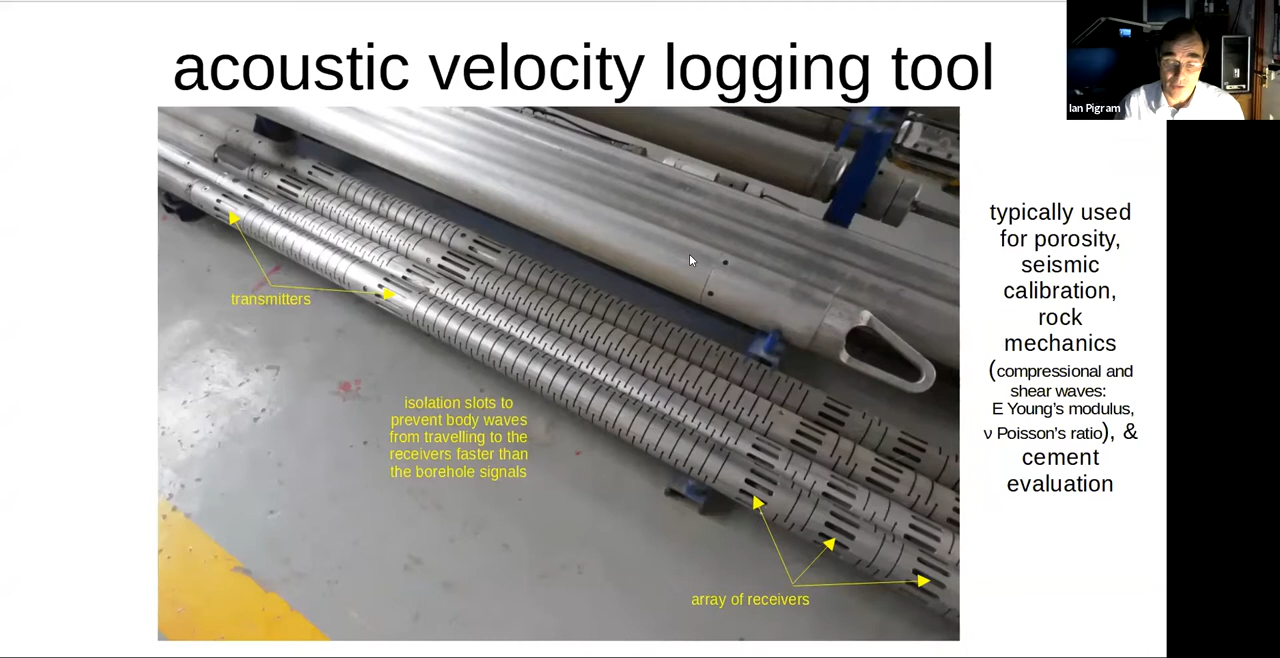 acoustic velocity logging tool
Ian Pigram
transmitters
isolation slots to
prevent body waves
from travelling to the
receivers faster than
the borehole signals
array of receivers
typically used
for porosity,
seismic
calibration,
rock
mechanics
(compressional and
shear waves:
E Young's modulus,
ν Poisson's ratio), &
cement
evaluation